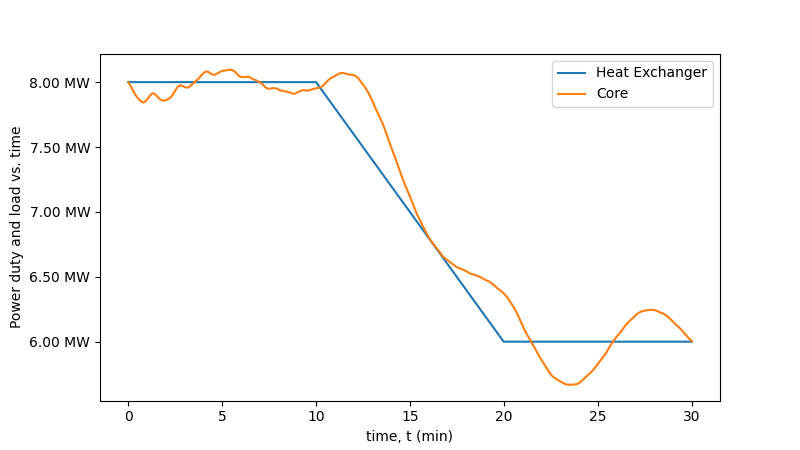 Heat Exchanger
Core
8.00 MW
7.50 MW
7.00 MW
6.50 MW
6.00 MW
Power duty and load vs. time
0 5 10 15 20 25 30
time, t (min)